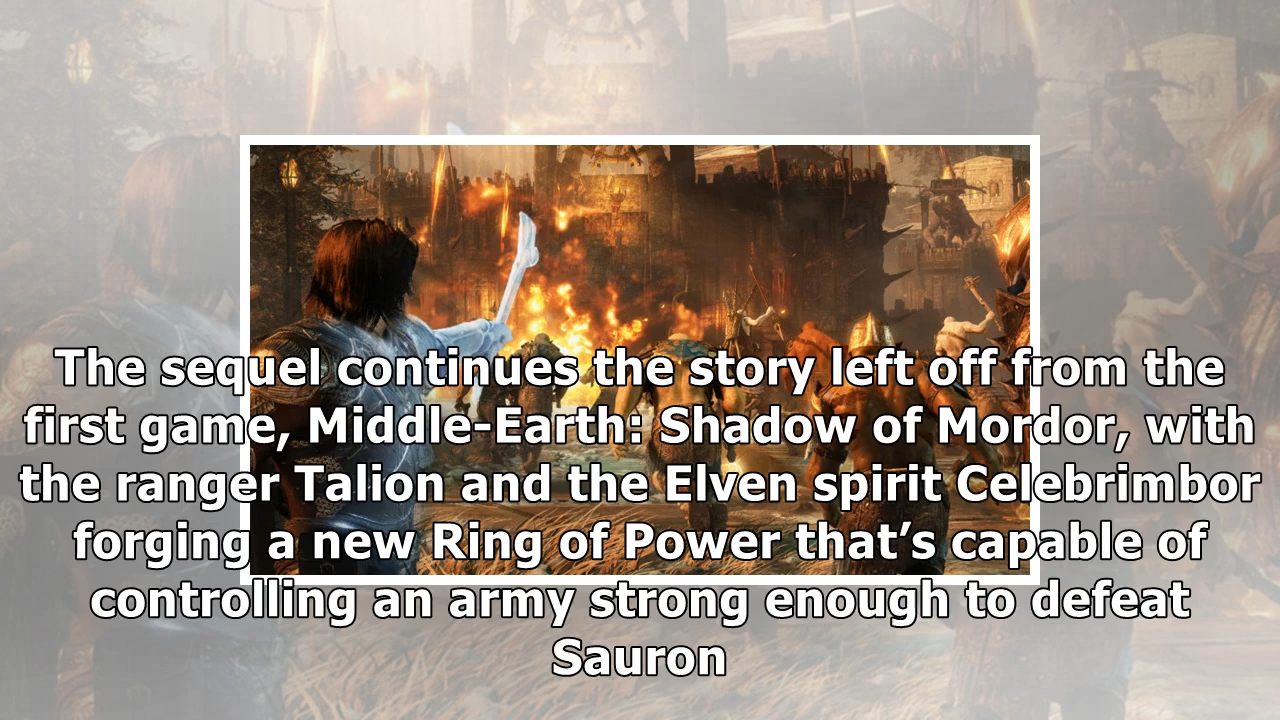 The sequel continues the story left off from the
first game, Middle-Earth: Shadow of Mordor, with
the ranger Talion and the Elven spirit Celebrimbor
forging a new Ring of Power that’s capable of
controlling an army strong enough to defeat
Sauron